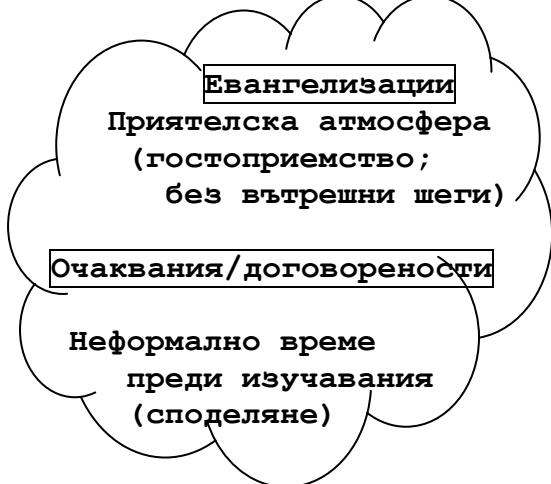 Евангелизации
Приятелска атмосфера
(гостоприемство;
без вътрешни шеги)
Очаквания/договорености
Неформално време
преди изучавания
(споделяне)